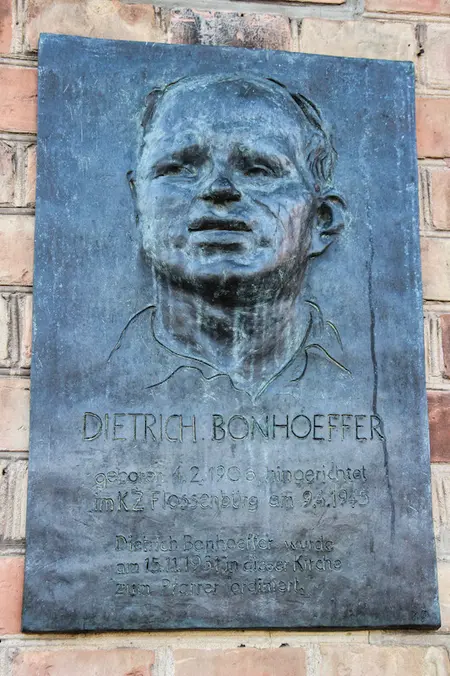 DIETRICH BONHOEFFER
geboren 4.2.1906 hingerichtet
im KZ Flossenbürg am 9.4.1945
Dietrich Bonhoeffer wurde
am 15.11.1931 in dieser Kirche
zum Pfarrer ordiniert.